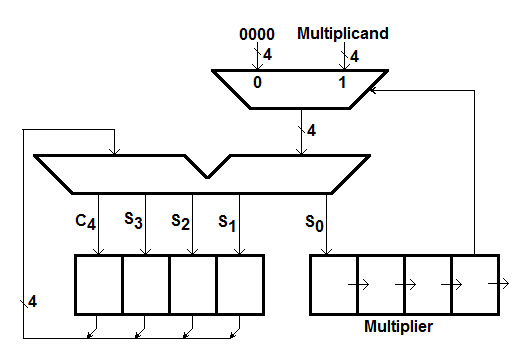 0000 Multiplicand
4 4
0 1
4
C4 S3 S2 S1 S0
4
Multiplier